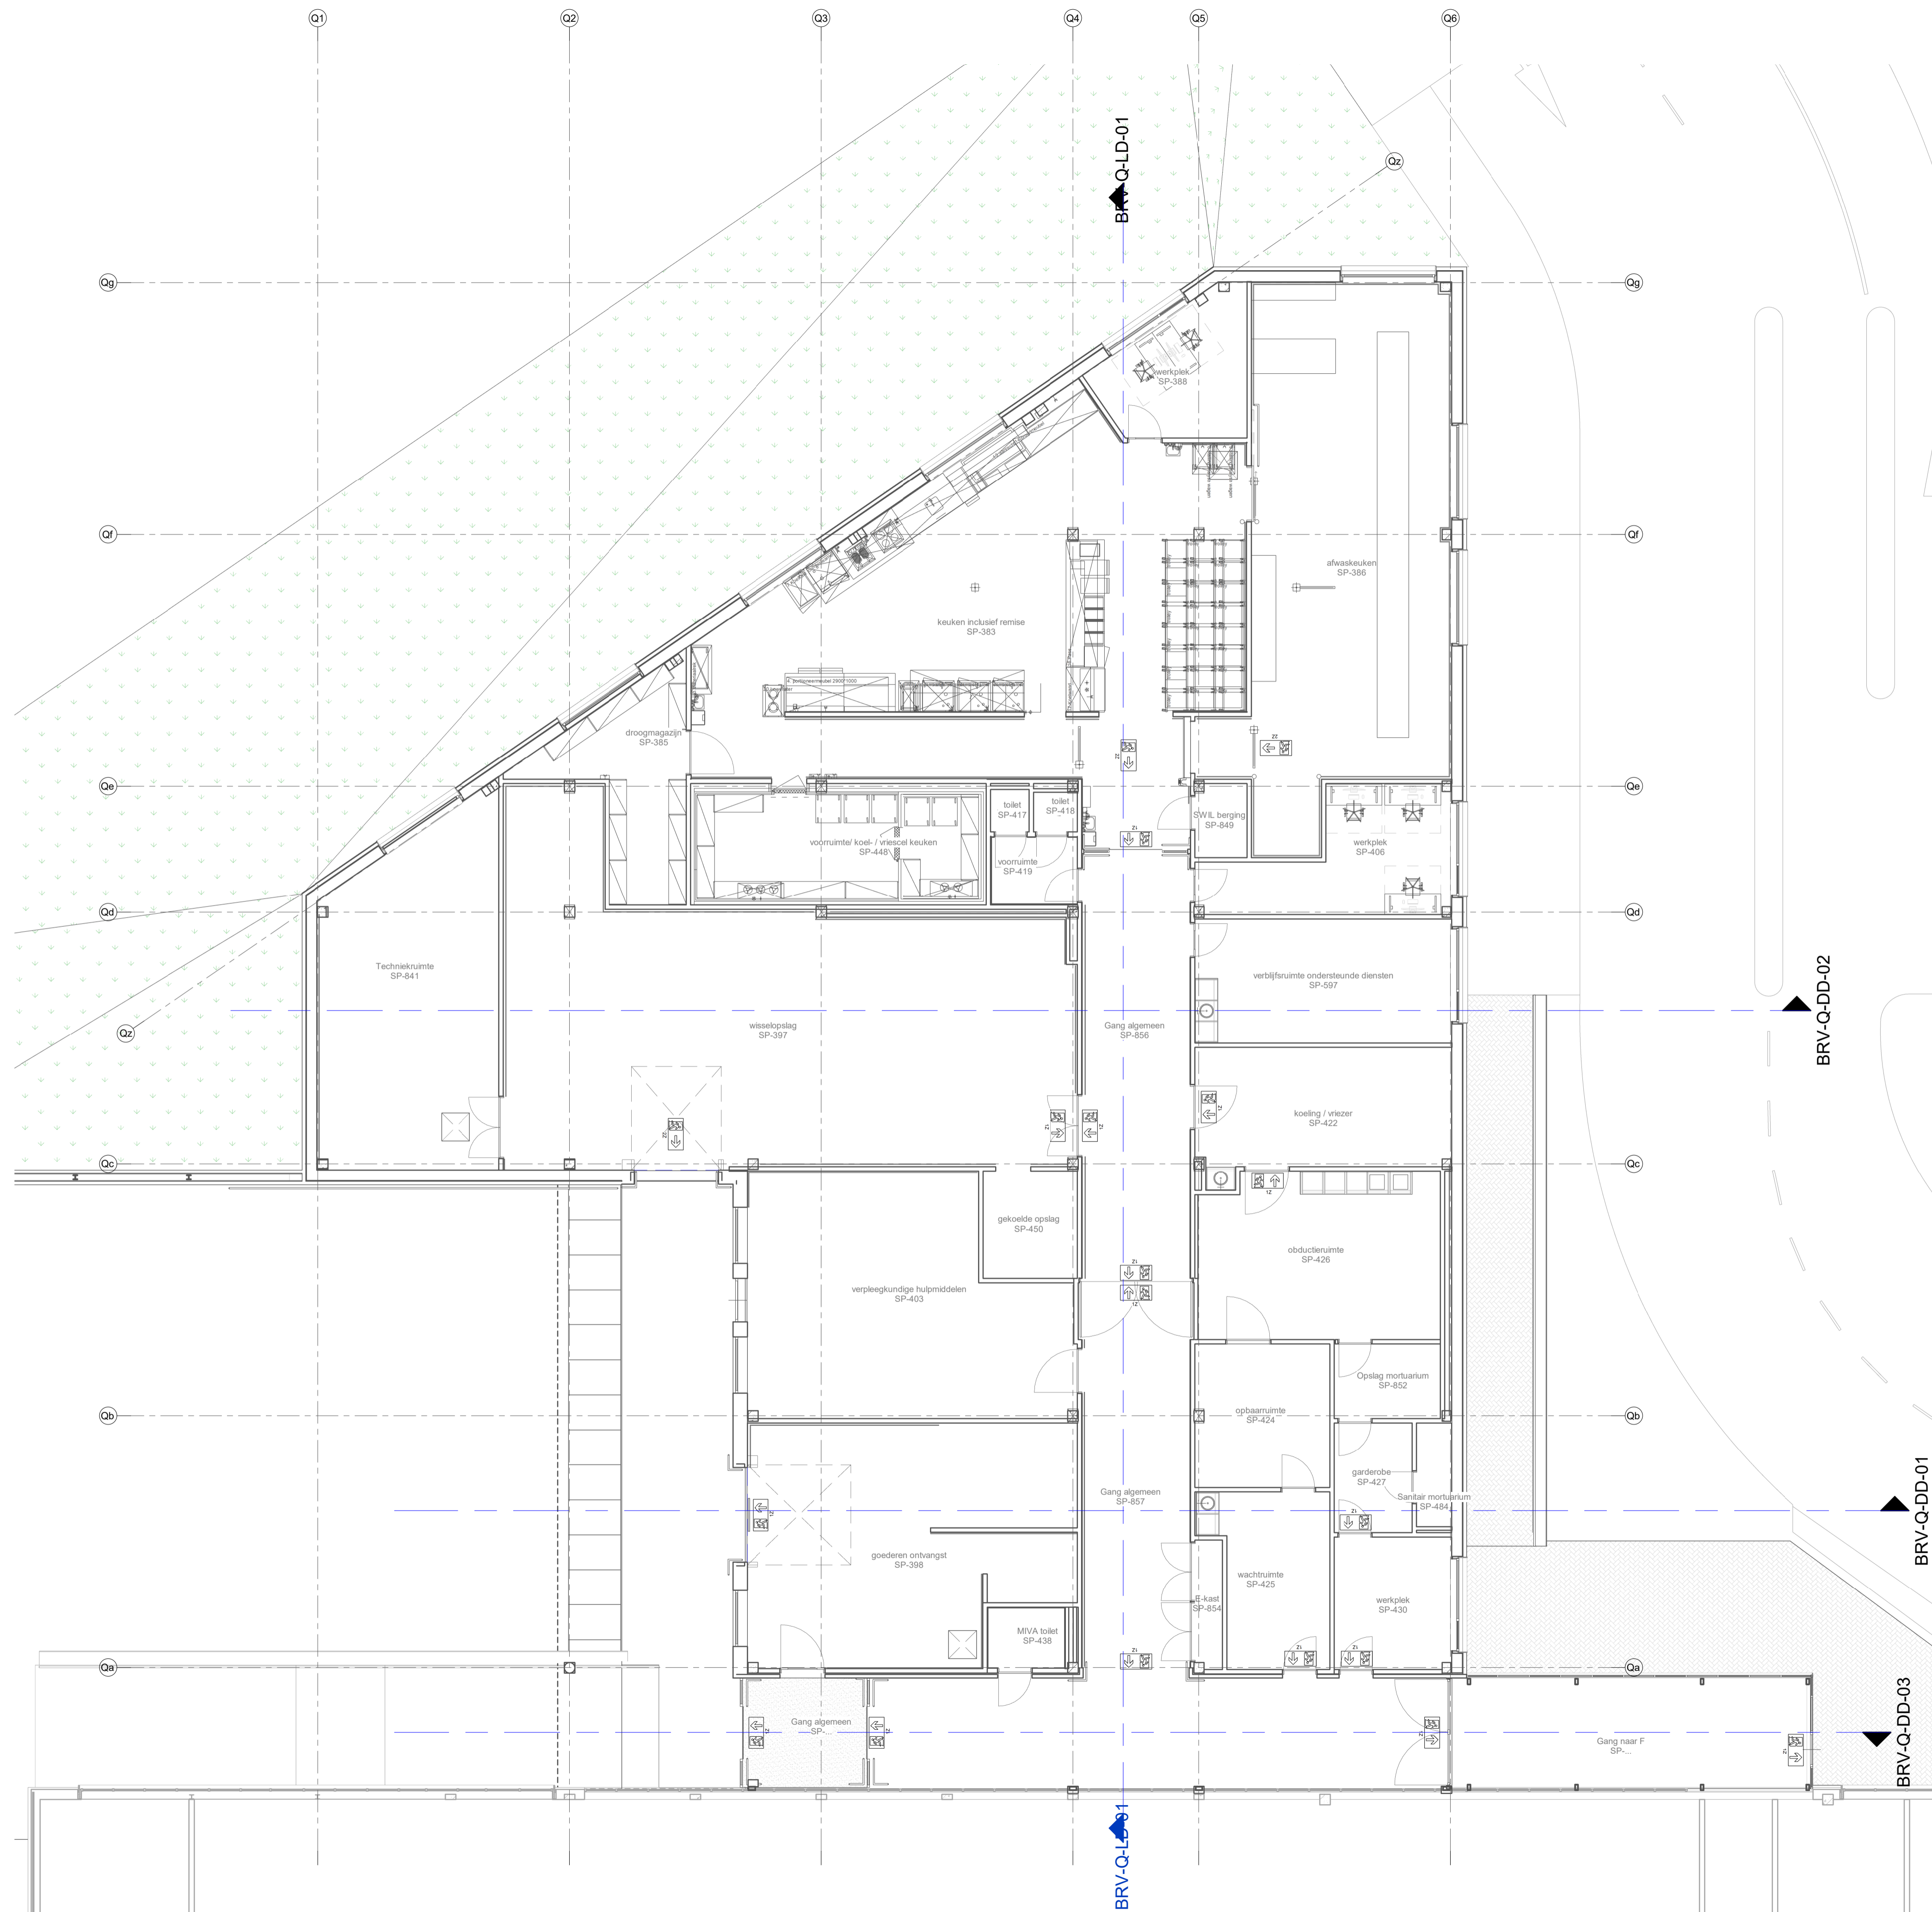 Q1
Q2
Q3
Q4
Q5
Q6
BRV-Q-LD-01
Qz
Qg
Qg
werkplek
SP-388
Qf
Qf
afwaskeuken
SP-386
keuken inclusief remise
SP-383
droogmagazijn
SP-385
Qe
Qe
toilet
SP-417
toilet
SP-418
SWIL berging
SP-849
voorruimte/ koel- / vriescel keuken
SP-448
werkplek
SP-406
voorruimte
SP-419
Qd
Qd
Techniekruimte
SP-841
verblijfsruimte ondersteunde diensten
SP-597
BRV-Q-DD-02
Qz
wisselopslag
SP-397
Gang algemeen
SP-856
koeling / vriezer
SP-422
Qc
Qc
gekoelde opslag
SP-450
obductieruimte
SP-426
verpleegkundige hulpmiddelen
SP-403
Opslag mortuarium
SP-852
Qb
Qb
opbaarruimte
SP-424
garderobe
SP-427
Gang algemeen
SP-857
Sanitair mortuarium
SP-484
BRV-Q-DD-01
goederen ontvangst
SP-398
wachtruimte
SP-425
E-kast
SP-854
werkplek
SP-430
MIVA toilet
SP-438
Qa
Qa
Gang algemeen
SP-...
Gang naar F
SP-...
BRV-Q-DD-03
BRV-Q-LD-01